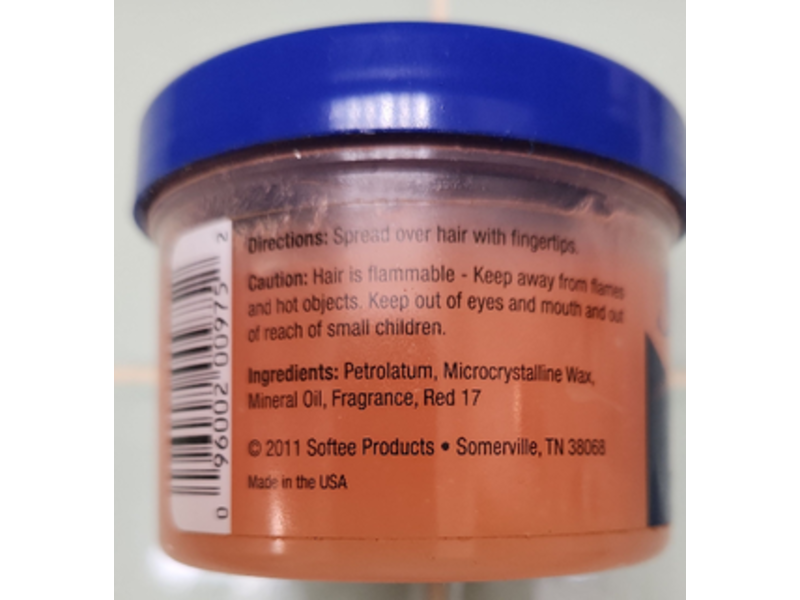 Directions: Spread over hair with fingertips.
Caution: Hair is flammable - Keep away from flames
and hot objects. Keep out of eyes and mouth and out
of reach of small children.
Ingredients: Petrolatum, Microcrystalline Wax,
Mineral Oil, Fragrance, Red 17
© 2011 Softee Products • Somerville, TN 38068
Made in the USA
0 96002 00975 2